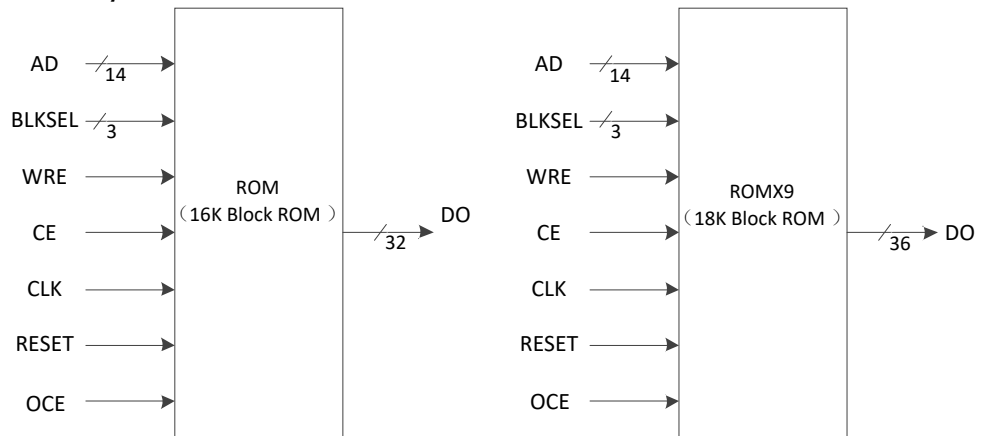 AD
14
BLKSEL
3
WRE
CE
CLK
RESET
OCE
ROM
（16K Block ROM ）
32
DO
AD
14
BLKSEL
3
WRE
CE
CLK
RESET
OCE
ROMX9
（18K Block ROM ）
36
DO